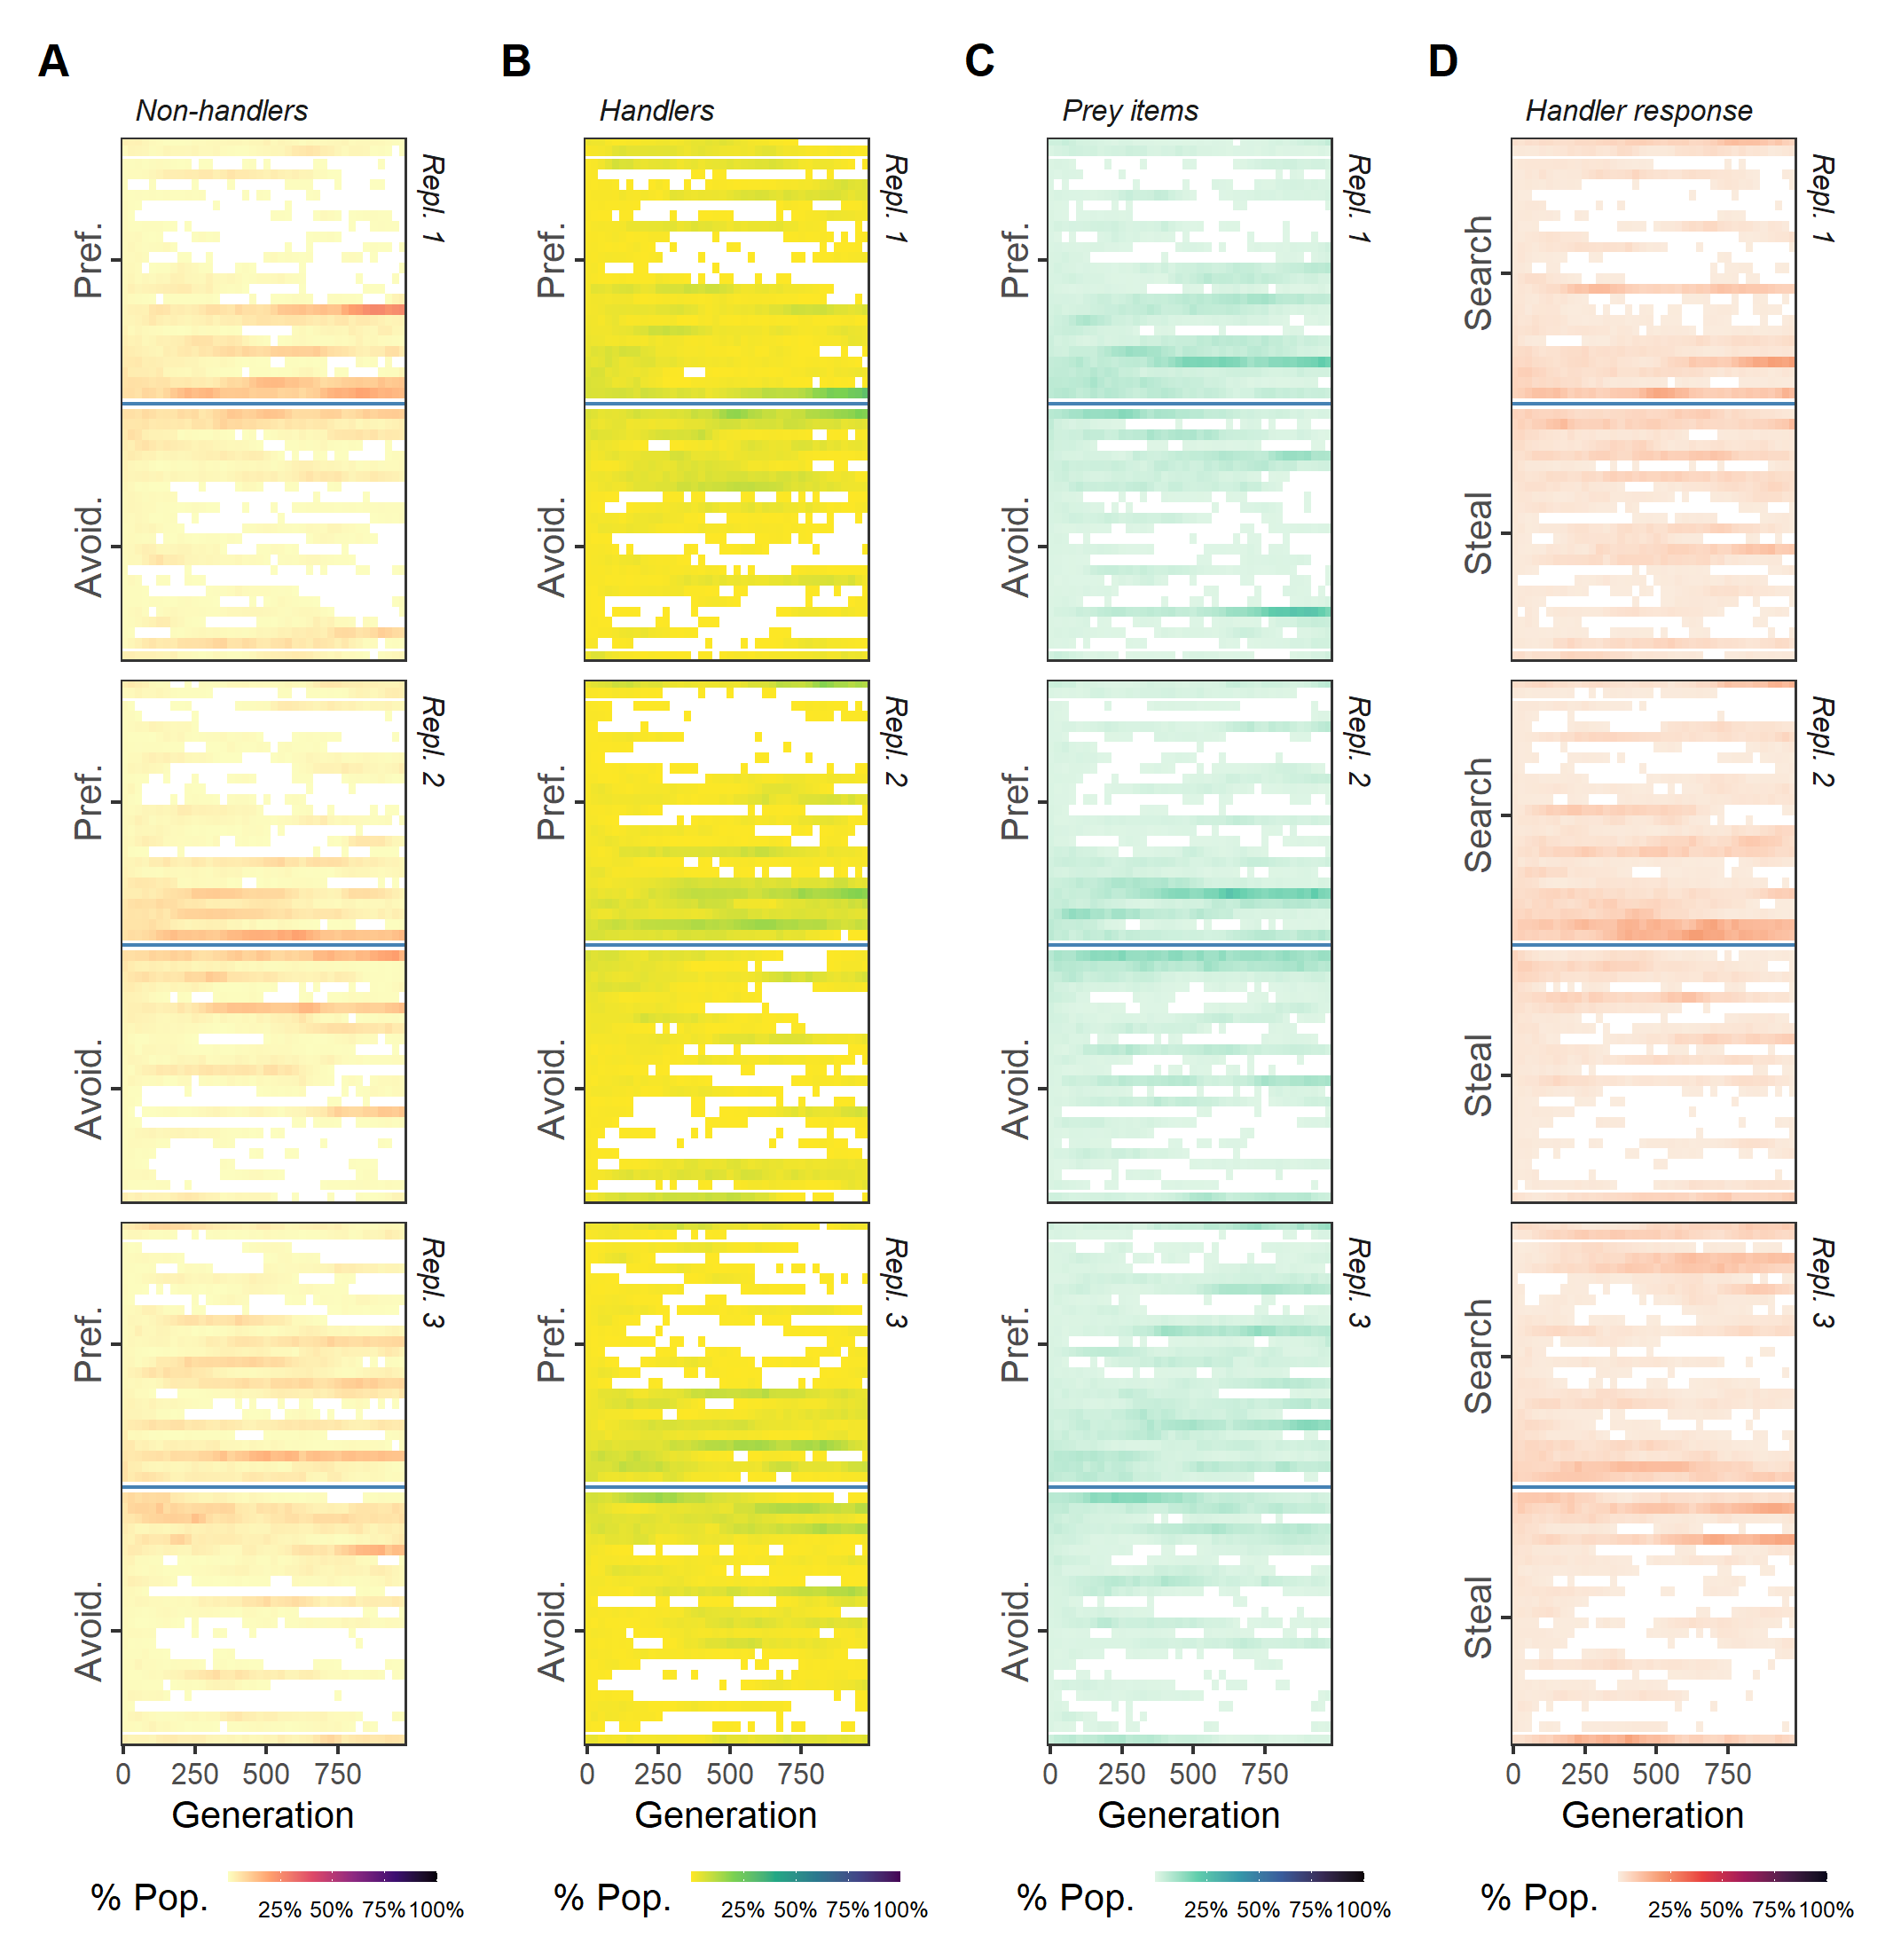 A B C D
Non-handlers Handlers Prey items Handler response
Pref. Avoid. Repl. 1 Pref. Avoid. Repl. 1 Pref. Avoid. Repl. 1 Search Steal Repl. 1
Pref. Avoid. Repl. 2 Pref. Avoid. Repl. 2 Pref. Avoid. Repl. 2 Search Steal Repl. 2
Pref. Avoid. Repl. 3 Pref. Avoid. Repl. 3 Pref. Avoid. Repl. 3 Search Steal Repl. 3
0 250 500 750 0 250 500 750 0 250 500 750 0 250 500 750
Generation Generation Generation Generation
% Pop. 25% 50% 75% 100% % Pop. 25% 50% 75% 100% % Pop. 25% 50% 75% 100% % Pop. 25% 50% 75% 100%